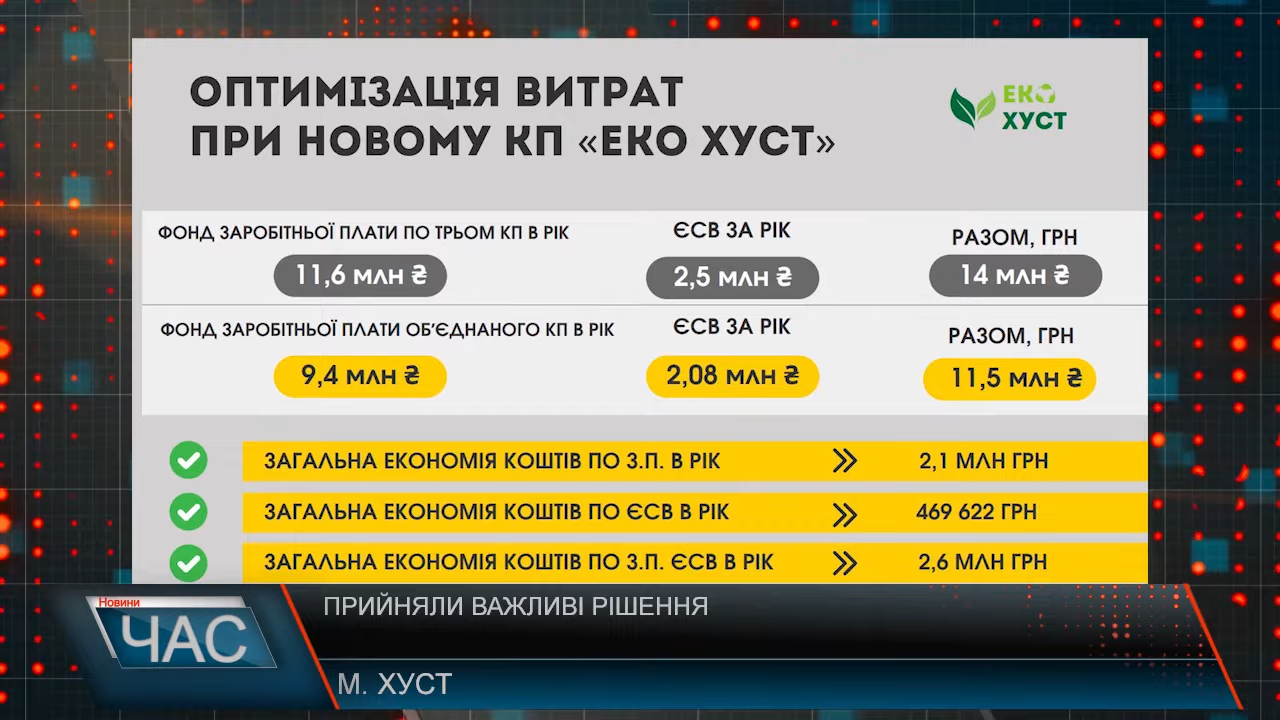 ОПТИМІЗАЦІЯ ВИТРАТ
ПРИ НОВОМУ КП «ЕКО ХУСТ»
ЕКО
ХУСТ
ФОНД ЗАРОБІТНЬОЇ ПЛАТИ ПО ТРЬОМ КП В РІК
ЄСВ ЗА РІК
РАЗОМ, ГРН
11,6 МЛН ₴
2,5 МЛН ₴
14 МЛН ₴
ФОНД ЗАРОБІТНЬОЇ ПЛАТИ ОБ’ЄДНАНОГО КП В РІК
ЄСВ ЗА РІК
РАЗОМ, ГРН
9,4 МЛН ₴
2,08 МЛН ₴
11,5 МЛН ₴
ЗАГАЛЬНА ЕКОНОМІЯ КОШТІВ ПО З.П. В РІК
2,1 МЛН ГРН
ЗАГАЛЬНА ЕКОНОМІЯ КОШТІВ ПО ЄСВ В РІК
469 622 ГРН
ЗАГАЛЬНА ЕКОНОМІЯ КОШТІВ ПО З.П. ЄСВ В РІК
2,6 МЛН ГРН
Новини
ЧАС
ПРИЙНЯЛИ ВАЖЛИВІ РІШЕННЯ
М. ХУСТ